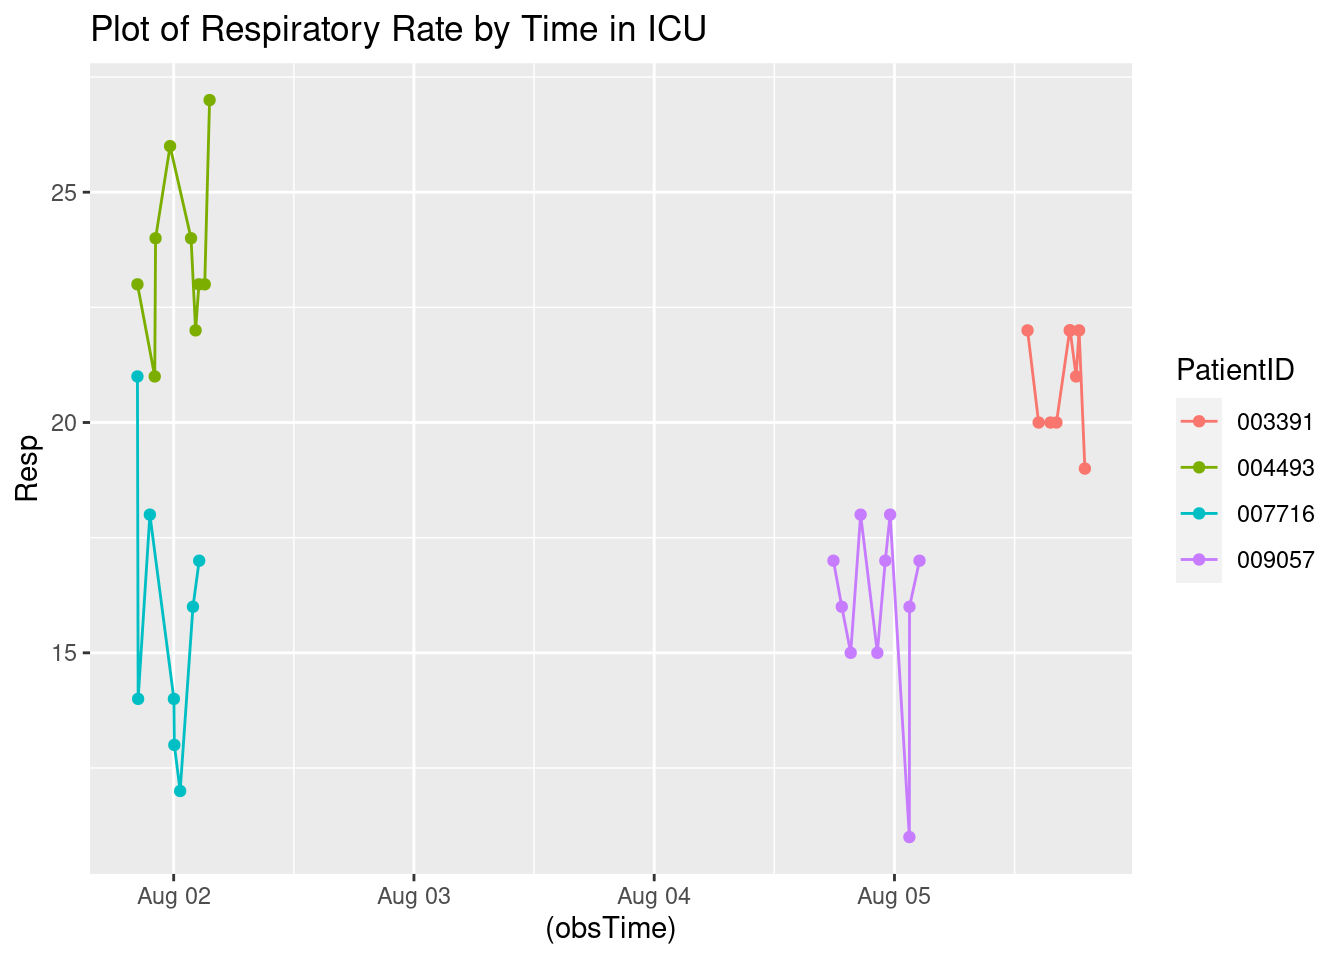 Plot of Respiratory Rate by Time in ICU
25
20
15
Resp
Aug 02 Aug 03 Aug 04 Aug 05
(obsTime)
PatientID
003391
004493
007716
009057